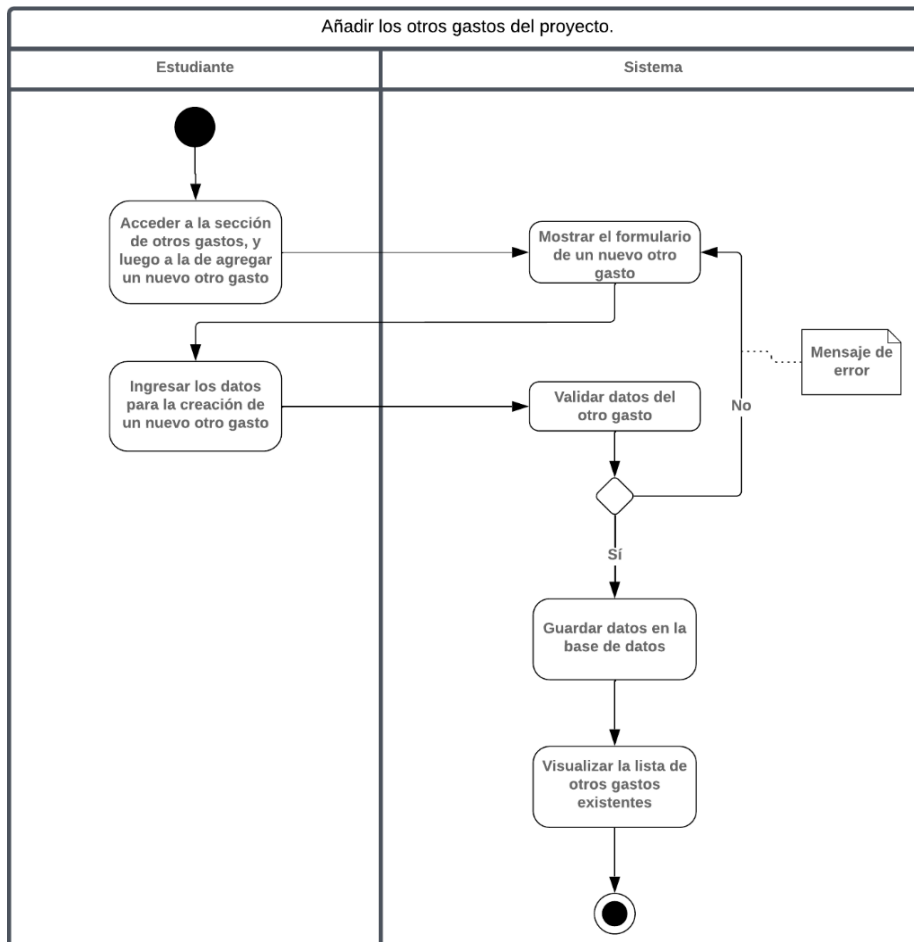 Añadir los otros gastos del proyecto.
Estudiante
Sistema
Acceder a la sección
de otros gastos, y
luego a la de agregar
un nuevo otro gasto
Mostrar el formulario
de un nuevo otro
gasto
Mensaje de
error
Ingresar los datos
para la creación de
un nuevo otro gasto
Validar datos del
otro gasto
No
Sí
Guardar datos en la
base de datos
Visualizar la lista de
otros gastos
existentes